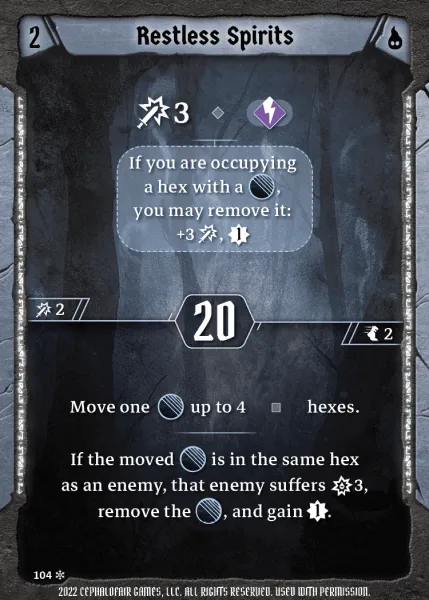 2
Restless Spirits
3
If you are occupying
a hex with a ,
you may remove it:
+3 , 1
2
20
2
Move one up to 4 hexes.
If the moved is in the same hex
as an enemy, that enemy suffers 3,
remove the , and gain 1.
104
2022 CEPHALOFAIR GAMES, LLC. ALL RIGHTS RESERVED. USED WITH PERMISSION.